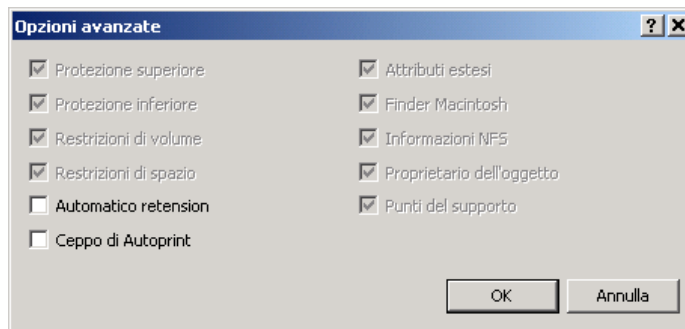 Opzioni avanzate
Protezione superiore
Protezione inferiore
Restrizioni di volume
Restrizioni di spazio
Automatico retension
Ceppo di Autoprint
Attributi estesi
Finder Macintosh
Informazioni NFS
Proprietario dell'oggetto
Punti del supporto
OK
Annulla